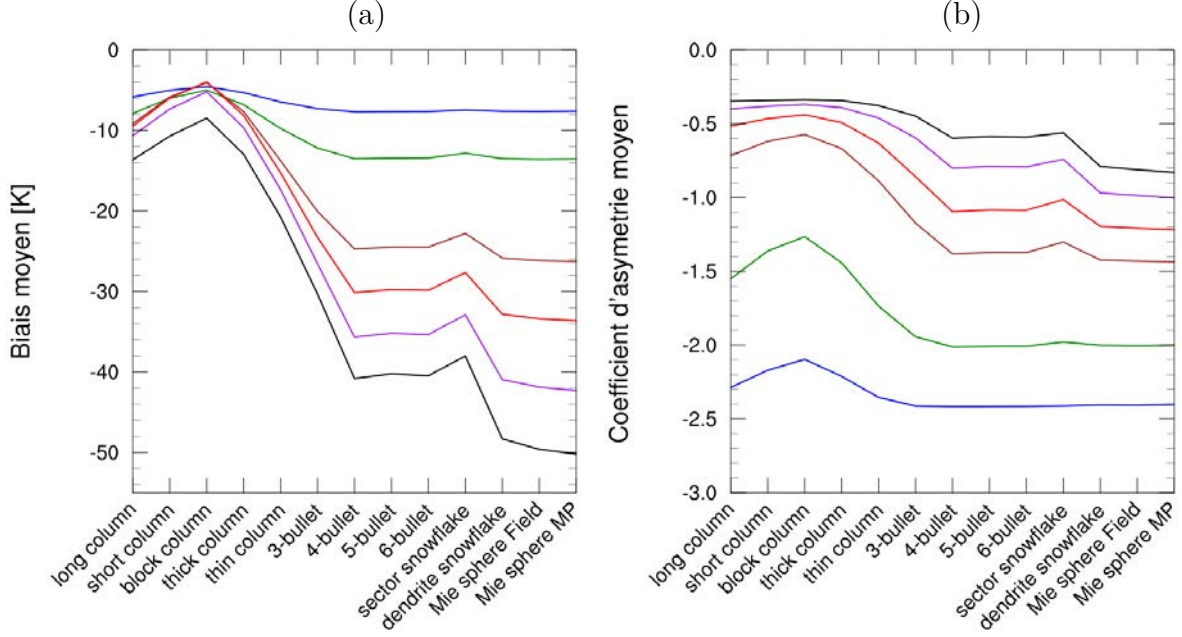 (a)
(b)
0
-10
-20
-30
-40
-50
Biais moyen [K]
long column
short column
block column
thick column
thin column
3-bullet
4-bullet
5-bullet
6-bullet
sector snowflake
dendrite snowflake
Mie sphere Field
Mie sphere MP
0.0
-0.5
-1.0
-1.5
-2.0
-2.5
-3.0
Coefficient d'asymetrie moyen
long column
short column
block column
thick column
thin column
3-bullet
4-bullet
5-bullet
6-bullet
sector snowflake
dendrite snowflake
Mie sphere Field
Mie sphere MP